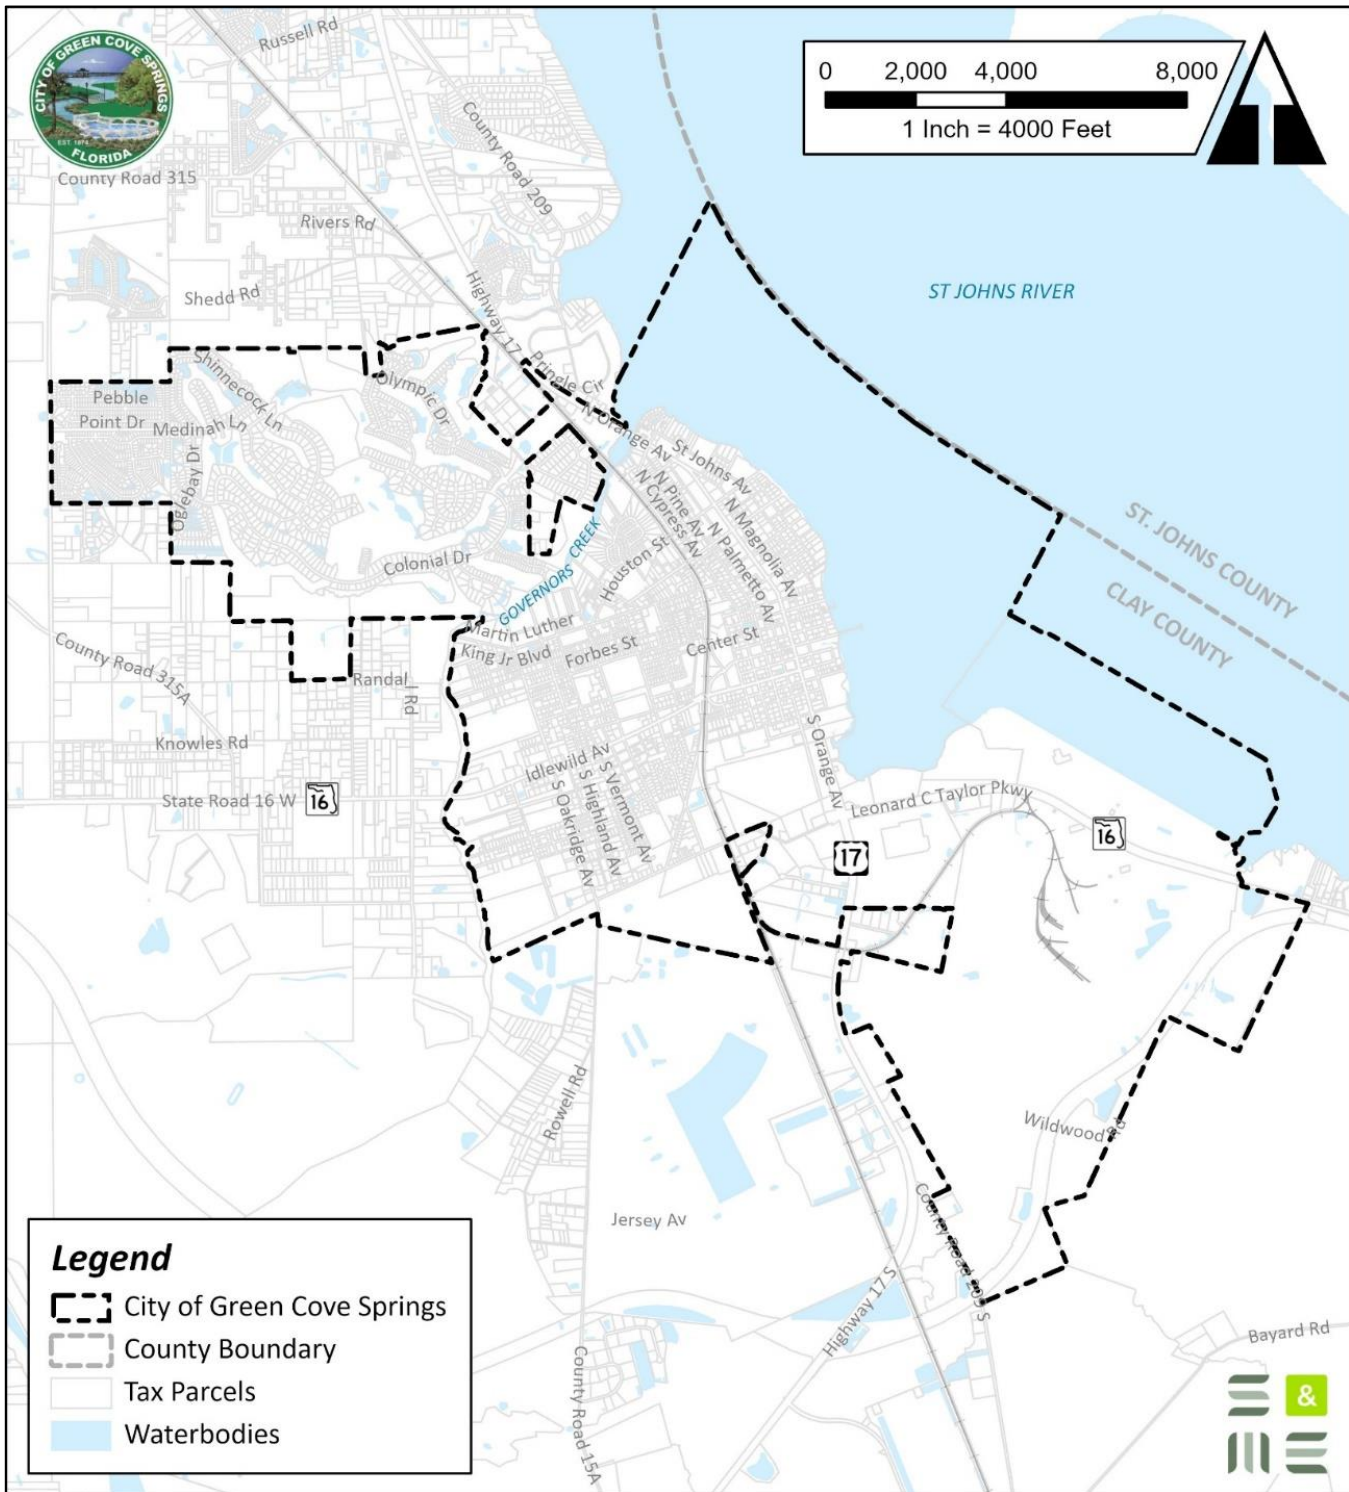 CITY OF GREEN COVE SPRINGS
EST. 1874
FLORIDA
0 2,000 4,000 8,000
1 Inch = 4000 Feet
Russell Rd
County Road 209
County Road 315
Rivers Rd
Shedd Rd
Highway 17
ST JOHNS RIVER
Pringle Cir
Shinnecock Ln
Olympic Dr
Pebble
Point Dr
Medinah Ln
Oglebay Dr
N Orange Av
St Johns Av
N Pine Av
N Cypress Av
N Magnolia Av
N Palmetto Av
Houston St
GOVERNORS CREEK
Colonial Dr
ST. JOHNS COUNTY
CLAY COUNTY
Martin Luther
King Jr Blvd
Forbes St
Center St
County Road 315A
Randal l Rd
Knowles Rd
State Road 16 W
16
Idlewild Av
S Vermont Av
S Highland Av
S Oakridge Av
S Orange Av
Leonard C Taylor Pkwy
16
17
Rowell Rd
Wildwood Rd
Jersey Av
County Road 209 S
Highway 17 S
Bayard Rd
County Road 15A
Legend
City of Green Cove Springs
County Boundary
Tax Parcels
Waterbodies
S &
M E